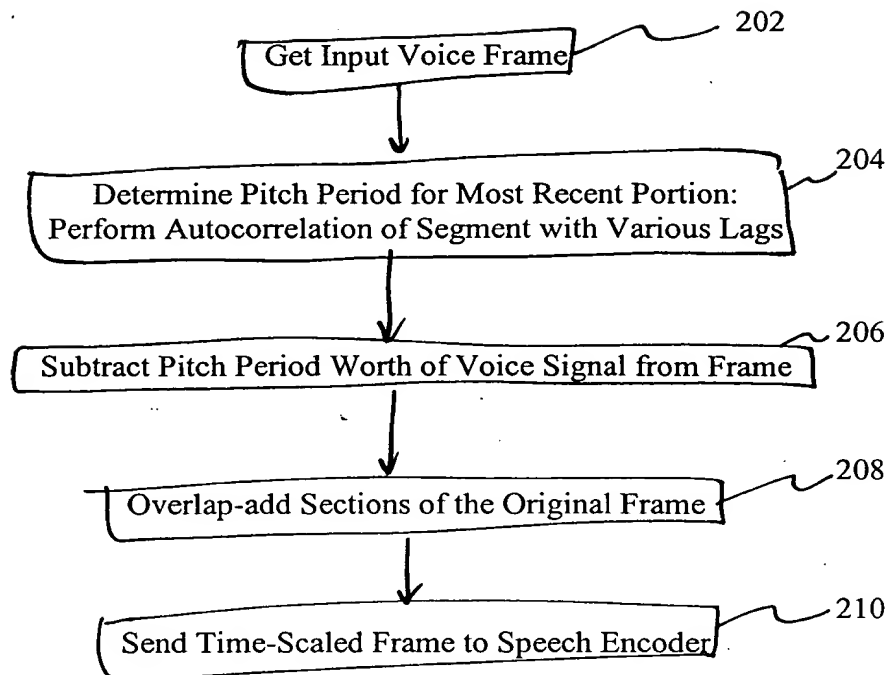 202
Get Input Voice Frame
204
Determine Pitch Period for Most Recent Portion:
Perform Autocorrelation of Segment with Various Lags
206
Subtract Pitch Period Worth of Voice Signal from Frame
208
Overlap-add Sections of the Original Frame
210
Send Time-Scaled Frame to Speech Encoder